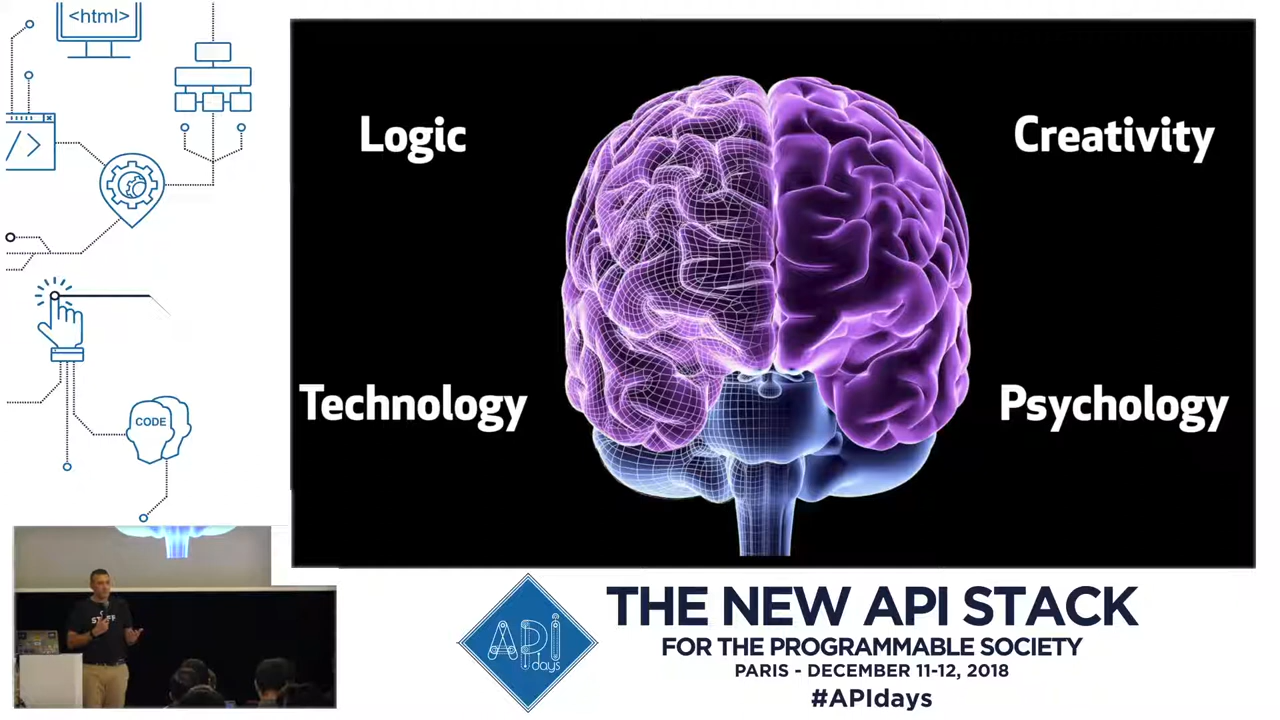 <html>
</>
CODE
Logic
Creativity
Technology
Psychology
API
days
THE NEW API STACK
FOR THE PROGRAMMABLE SOCIETY
PARIS - DECEMBER 11-12, 2018
#APIdays